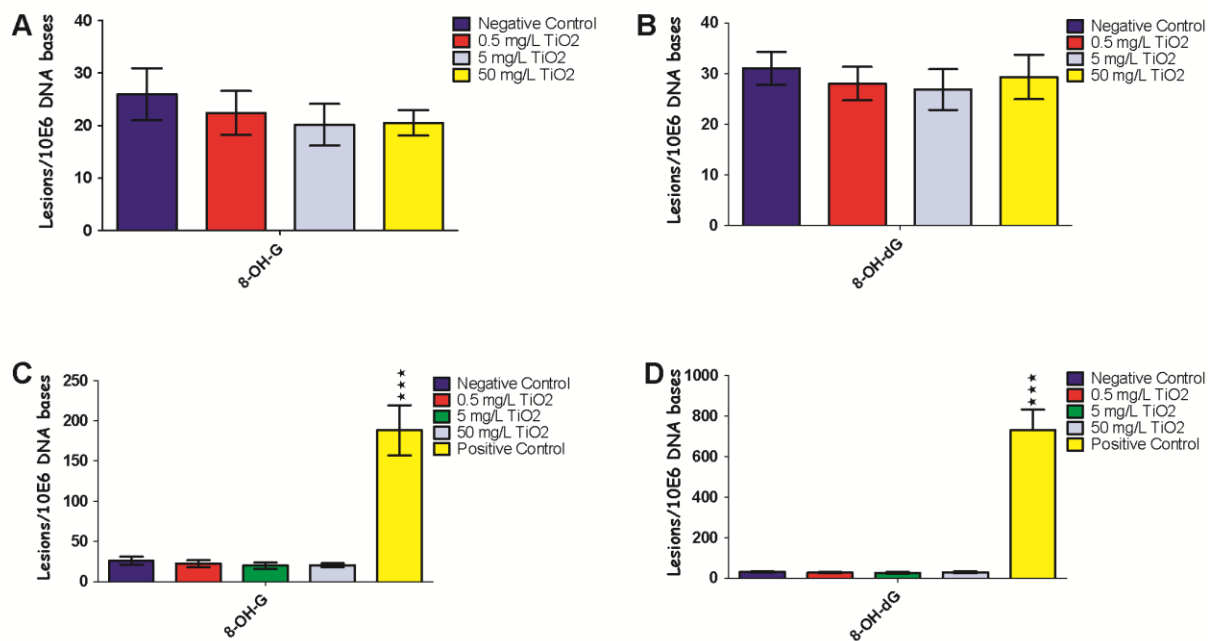 A
Lesions/10E6 DNA bases
40
30
20
10
0
8-OH-G
Negative Control
0.5 mg/L TiO2
5 mg/L TiO2
50 mg/L TiO2
B
Lesions/10E6 DNA bases
40
30
20
10
0
8-OH-dG
Negative Control
0.5 mg/L TiO2
5 mg/L TiO2
50 mg/L TiO2
C
Lesions/10E6 DNA bases
250
200
150
100
50
0
8-OH-G
★★★
Negative Control
0.5 mg/L TiO2
5 mg/L TiO2
50 mg/L TiO2
Positive Control
D
Lesions/10E6 DNA bases
1000
800
600
400
200
0
8-OH-dG
★★★
Negative Control
0.5 mg/L TiO2
5 mg/L TiO2
50 mg/L TiO2
Positive Control